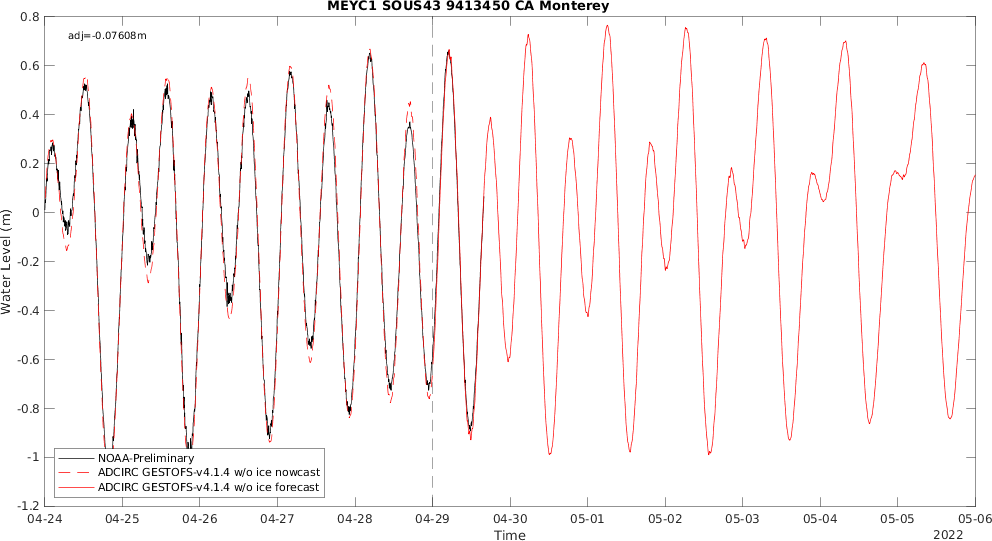 MEYC1 SOUS43 9413450 CA Monterey
0.8
adj=-0.07608m
0.6
0.4
0.2
0
-0.2
-0.4
-0.6
-0.8
-1
-1.2
Water Level (m)
NOAA-Preliminary
ADCIRC GESTOFS-v4.1.4 w/o ice nowcast
ADCIRC GESTOFS-v4.1.4 w/o ice forecast
04-24 04-25 04-26 04-27 04-28 04-29 04-30 05-01 05-02 05-03 05-04 05-05 05-06
Time
2022